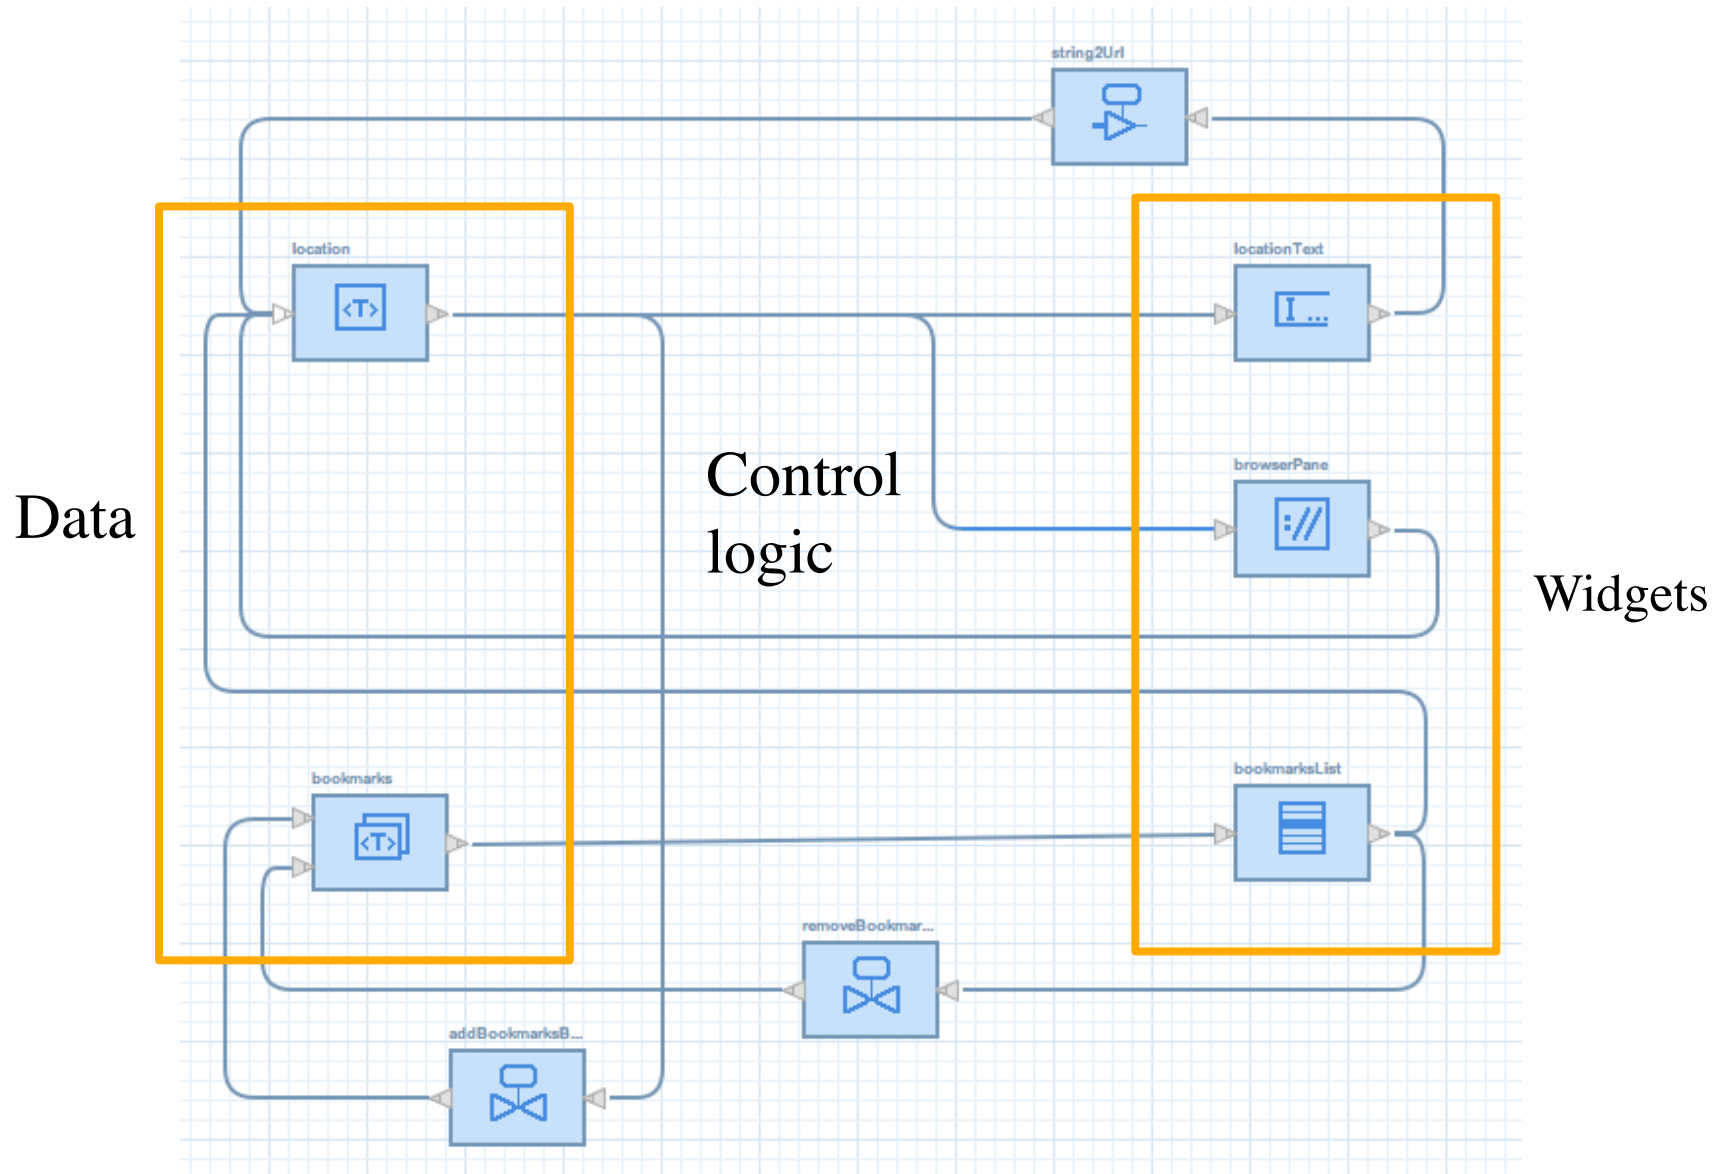 string2Url
location
locationText
<T>
I ...
Control
logic
browserPane
Data
://
Widgets
bookmarks
bookmarksList
<T>
removeBookmar...
addBookmarksB...